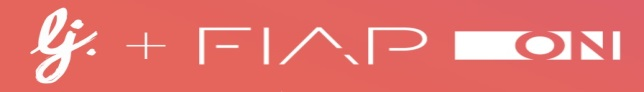 lj. + FIAP ON